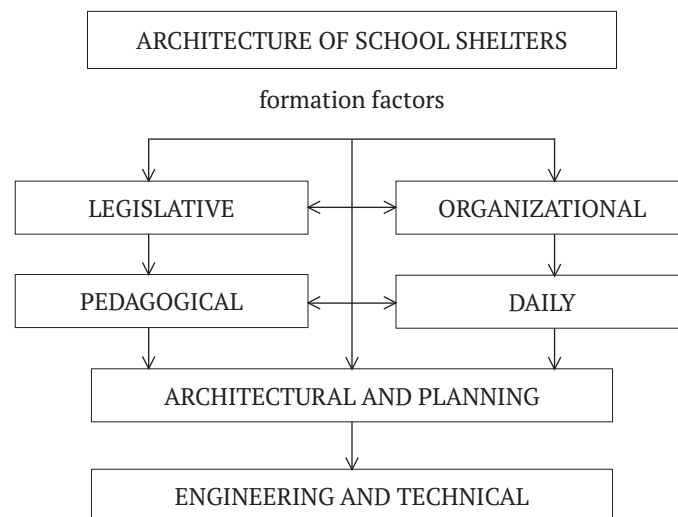 ARCHITECTURE OF SCHOOL SHELTERS
formation factors
LEGISLATIVE
ORGANIZATIONAL
PEDAGOGICAL
DAILY
ARCHITECTURAL AND PLANNING
ENGINEERING AND TECHNICAL